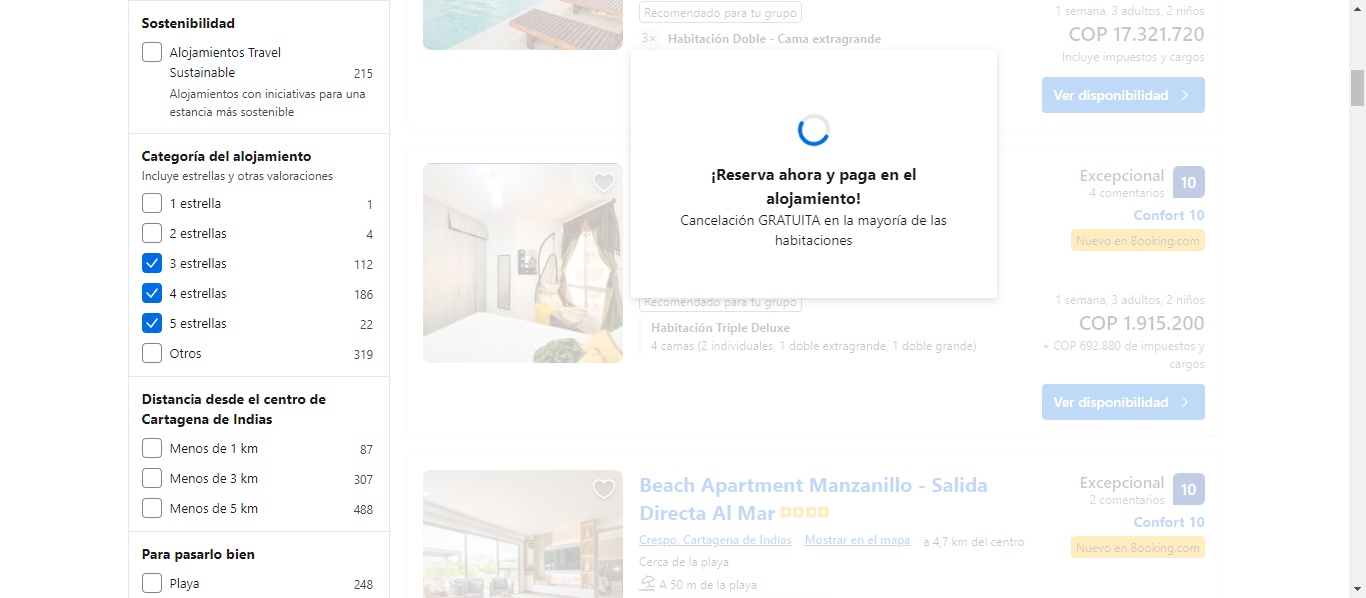 Sostenibilidad
Alojamientos Travel
Sustainable 215
Alojamientos con iniciativas para una
estancia más sostenible
Categoría del alojamiento
Incluye estrellas y otras valoraciones
1 estrella 1
2 estrellas 4
3 estrellas 112
4 estrellas 186
5 estrellas 22
Otros 319
Distancia desde el centro de
Cartagena de Indias
Menos de 1 km 87
Menos de 3 km 307
Menos de 5 km 488
Para pasarlo bien
Playa 248
Recomendado para tu grupo
3× Habitación Doble - Cama extragrande
1 semana, 3 adultos, 2 niños
COP 17.321.720
Incluye impuestos y cargos
Ver disponibilidad
¡Reserva ahora y paga en el
alojamiento!
Cancelación GRATUITA en la mayoría de las
habitaciones
Excepcional 10
4 comentarios
Confort 10
Nuevo en Booking.com
Recomendado para tu grupo
Habitación Triple Deluxe
4 camas (2 individuales, 1 doble extragrande, 1 doble grande)
1 semana, 3 adultos, 2 niños
COP 1.915.200
+ COP 692.880 de impuestos y
cargos
Ver disponibilidad
Beach Apartment Manzanillo - Salida
Directa Al Mar
Crespo, Cartagena de Indias · Mostrar en el mapa · a 4,7 km del centro ·
Cerca de la playa
A 50 m de la playa
Excepcional 10
2 comentarios
Confort 10
Nuevo en Booking.com